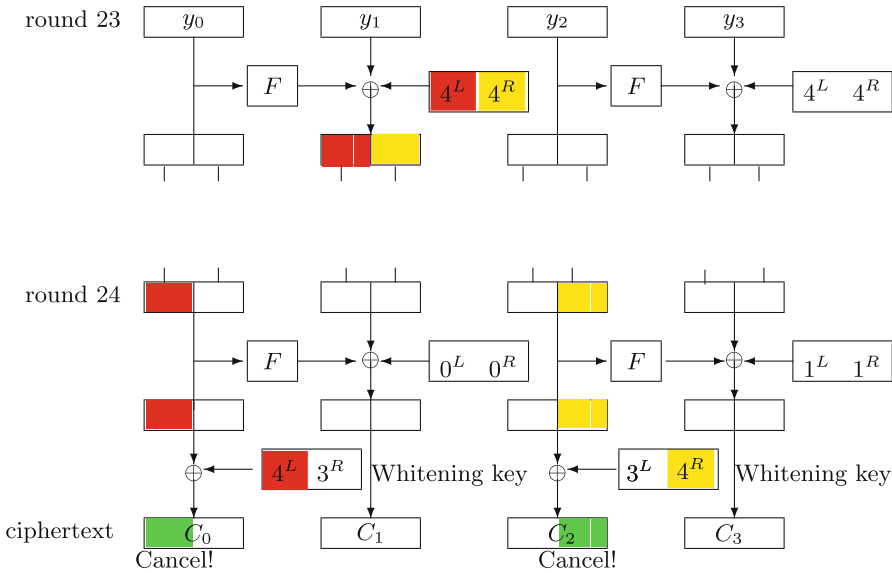 round 23 y₀ y₁ y₂ y₃
F 4ᴸ 4ᴿ F 4ᴸ 4ᴿ
round 24
F 0ᴸ 0ᴿ F 1ᴸ 1ᴿ
4ᴸ 3ᴿ Whitening key 3ᴸ 4ᴿ Whitening key
ciphertext C₀ C₁ C₂ C₃
Cancel! Cancel!